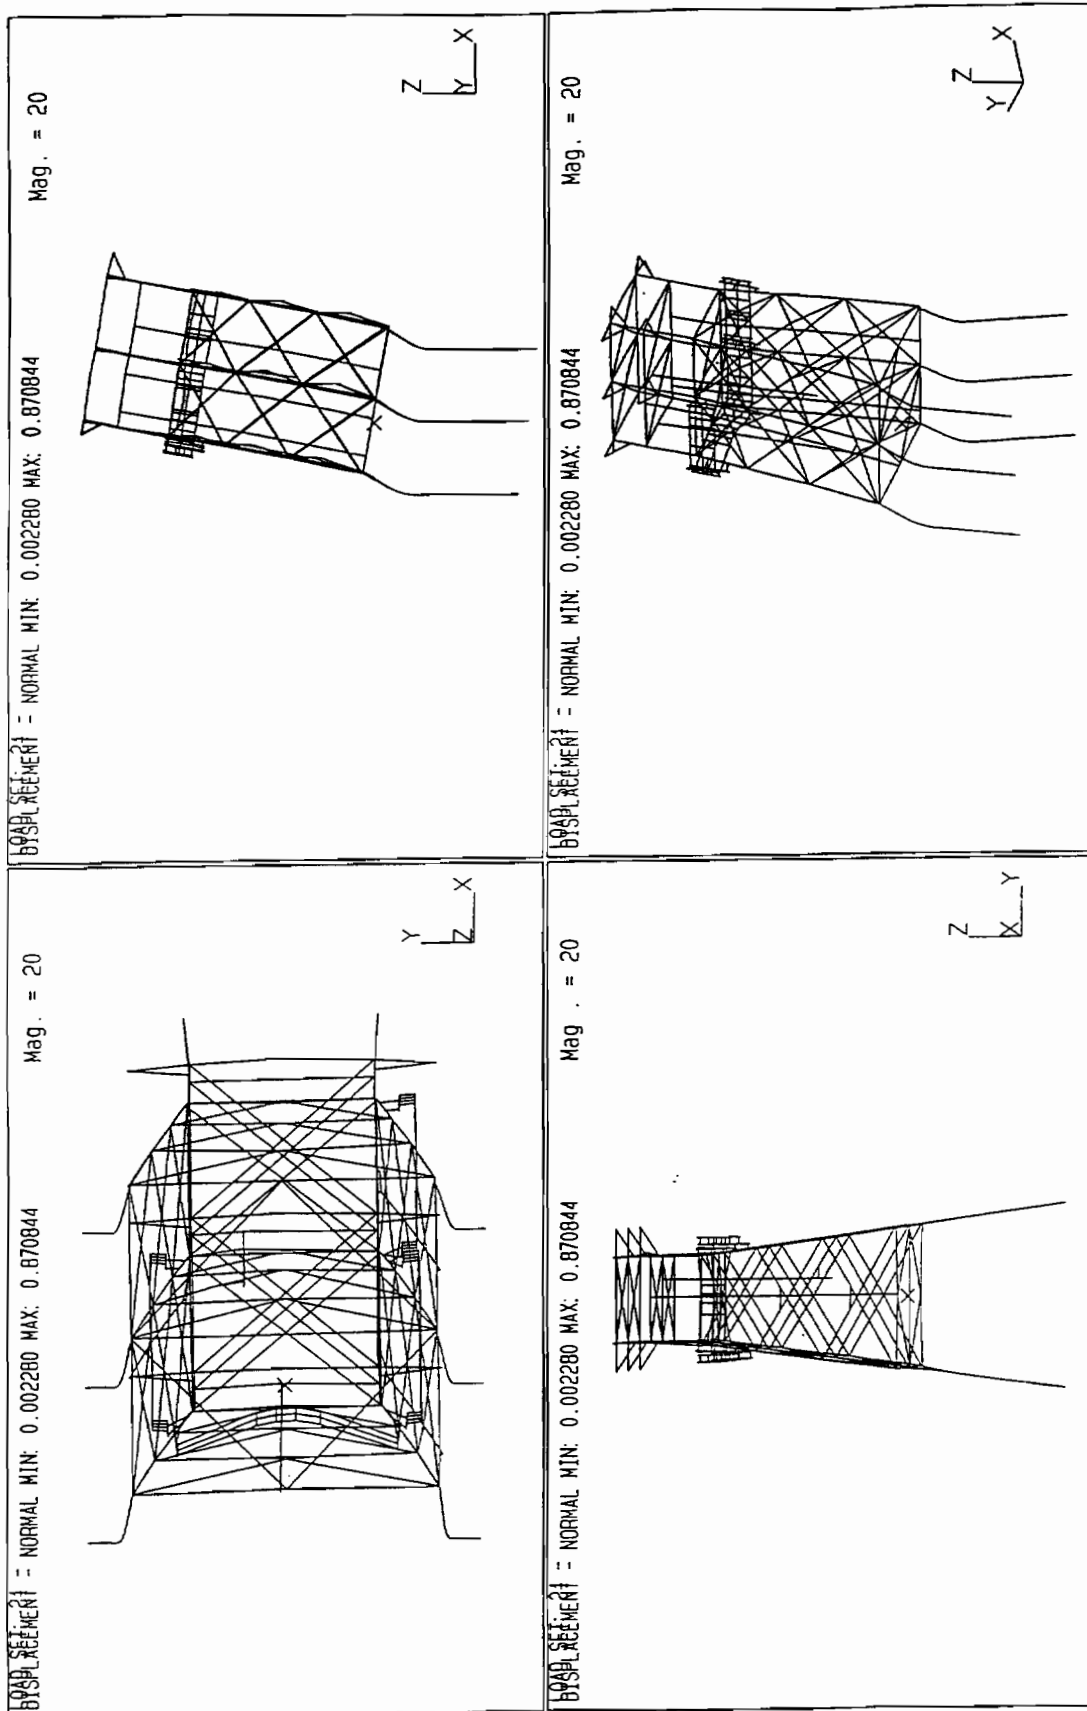 LOAD SET: 21
DISPLACEMENT - NORMAL MIN: 0.002280 MAX: 0.870844
Mag. = 20
Y
Z X
LOAD SET: 21
DISPLACEMENT - NORMAL MIN: 0.002280 MAX: 0.870844
Mag. = 20
Z
Y X
LOAD SET: 21
DISPLACEMENT - NORMAL MIN: 0.002280 MAX: 0.870844
Mag. = 20
Z
X Y
LOAD SET: 21
DISPLACEMENT - NORMAL MIN: 0.002280 MAX: 0.870844
Mag. = 20
Z
Y X